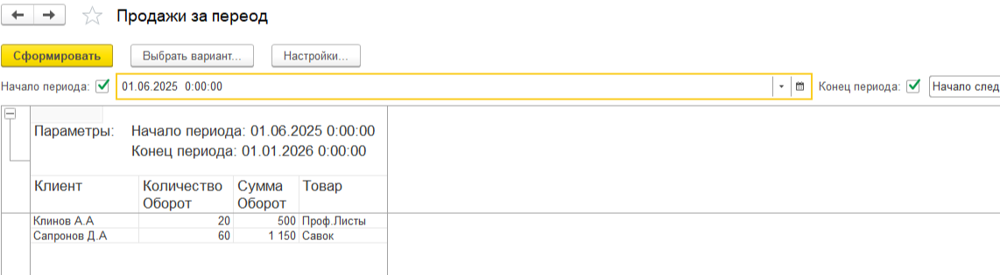 Продажи за переод
Сформировать Выбрать вариант... Настройки...
Начало периода: 01.06.2025 0:00:00 Конец периода: Начало след
Параметры: Начало периода: 01.06.2025 0:00:00
Конец периода: 01.01.2026 0:00:00
Клиент Количество Сумма Товар
Оборот Оборот
Клинов А.А 20 500 Проф.Листы
Сапронов Д.А 60 1 150 Савок